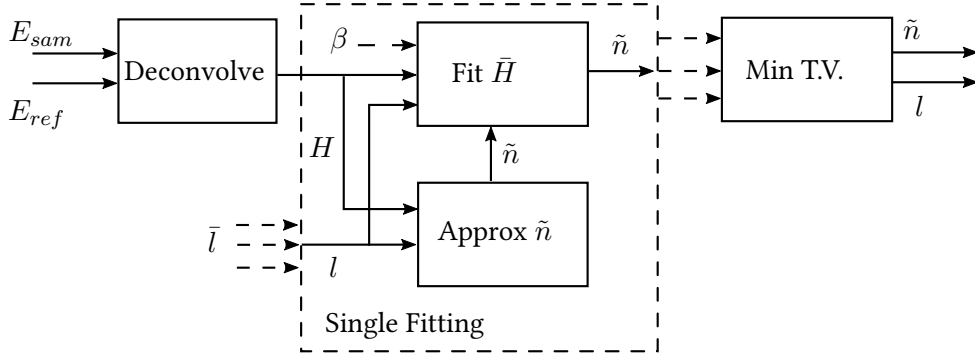 E_sam
E_ref
Deconvolve
β
Fit H̄
ñ
Min T.V.
ñ
l
H
ñ
l̄
l
Approx ñ
Single Fitting